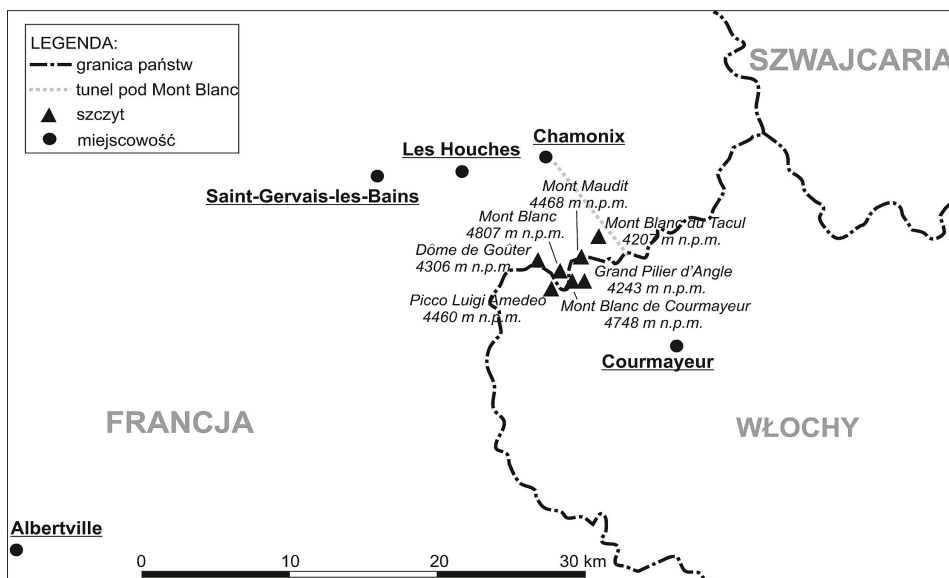 LEGENDA:
granica państw
tunel pod Mont Blanc
szczyt
miejscowość
SZWAJCARIA
Chamonix
Les Houches
Saint-Gervais-les-Bains
Mont Maudit
4468 m n.p.m.
Mont Blanc
4807 m n.p.m.
Mont Blanc du Tacul
4207 m n.p.m.
Dôme de Goûter
4306 m n.p.m.
Grand Pilier d'Angle
4243 m n.p.m.
Picco Luigi Amedeo
4460 m n.p.m.
Mont Blanc de Courmayeur
4748 m n.p.m.
Courmayeur
FRANCJA
WŁOCHY
Albertville
0 10 20 30 km